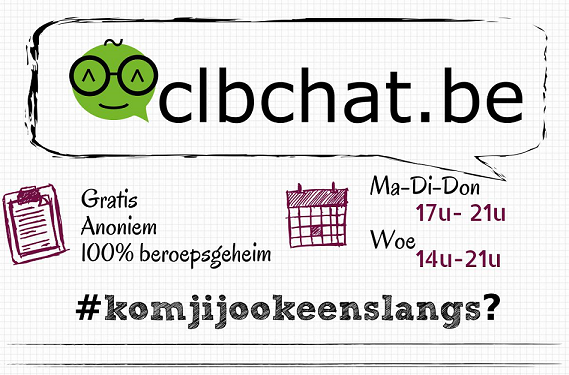 clbchat.be
Gratis
Anoniem
100% beroepsgeheim
Ma-Di-Don
17u- 21u
Woe
14u-21u
#komjijookeenslangs?